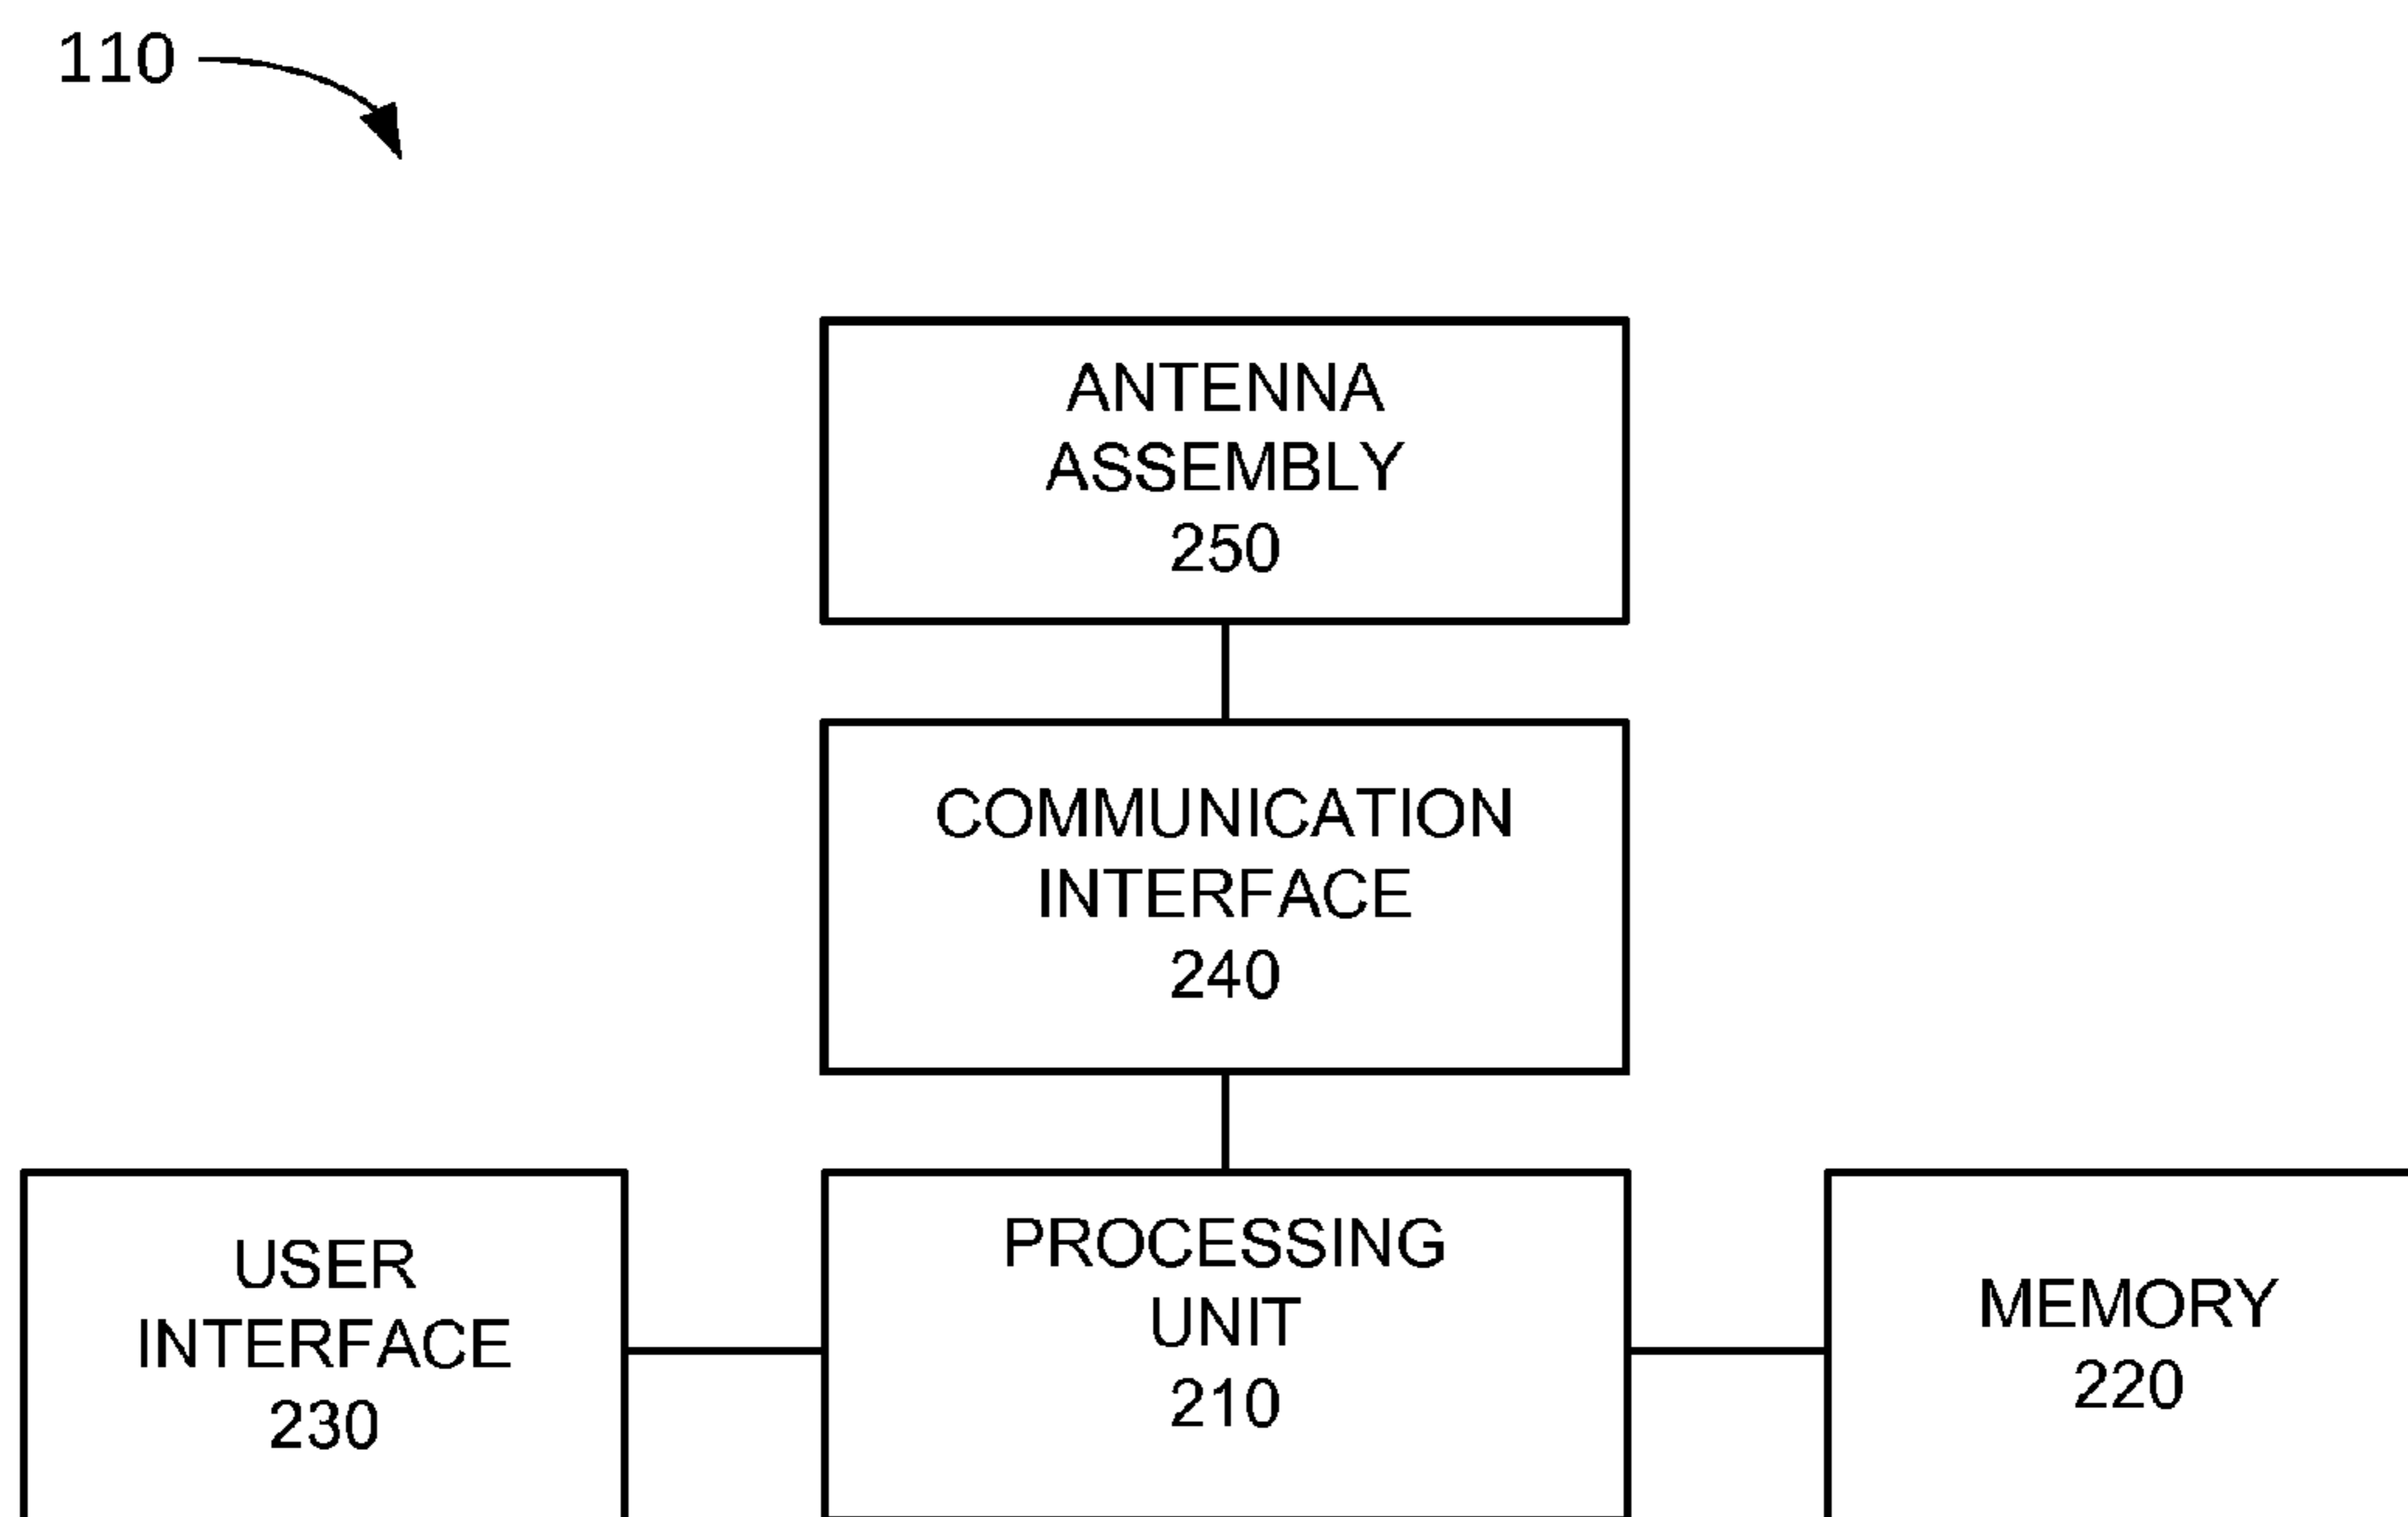 110
ANTENNA
ASSEMBLY
250
COMMUNICATION
INTERFACE
240
USER
INTERFACE
230
PROCESSING
UNIT
210
MEMORY
220